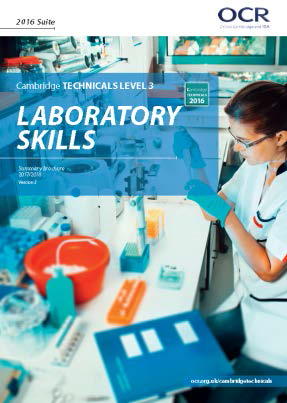 2016 Suite
OCR
Oxford Cambridge and RSA
Cambridge TECHNICALS LEVEL 3
Cambridge
TECHNICALS
2016
LABORATORY
SKILLS
Summary Brochure
2017/2018
Version 2
ocr.org.uk/cambridgetechnicals